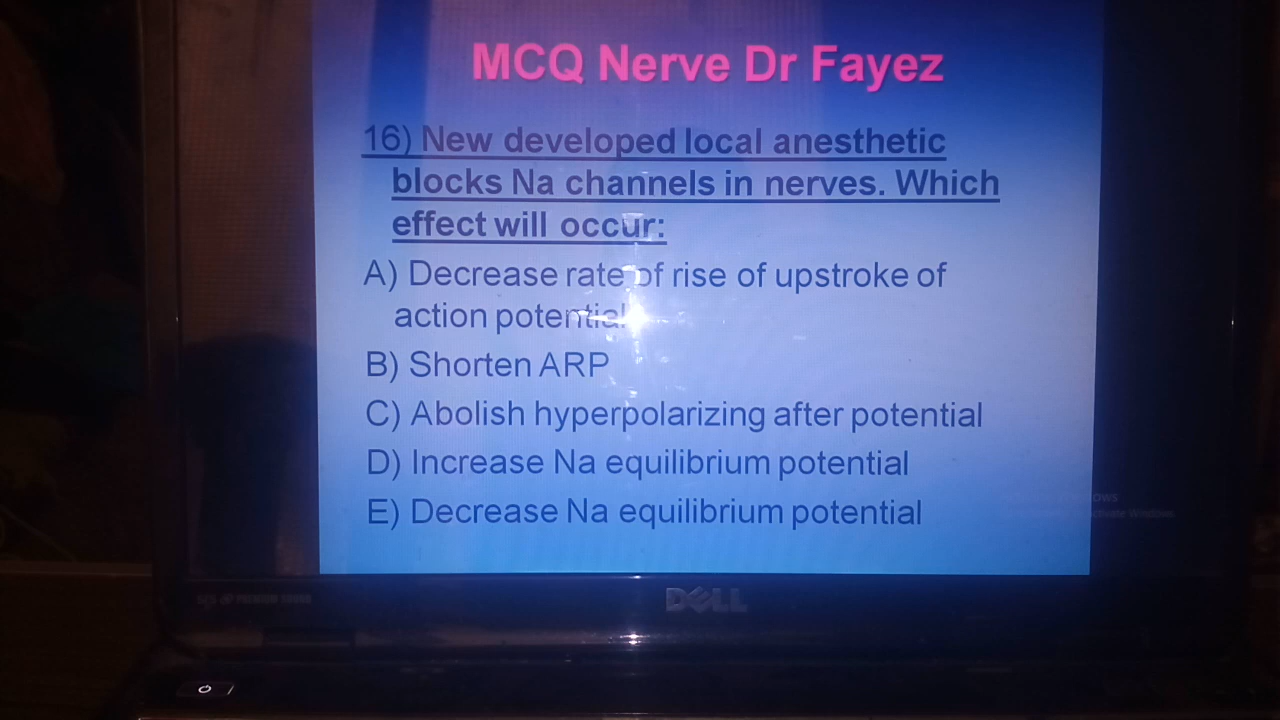 MCQ Nerve Dr Fayez
16) New developed local anesthetic
blocks Na channels in nerves. Which
effect will occur:
A) Decrease rate of rise of upstroke of
action potential
B) Shorten ARP
C) Abolish hyperpolarizing after potential
D) Increase Na equilibrium potential
E) Decrease Na equilibrium potential
DELL